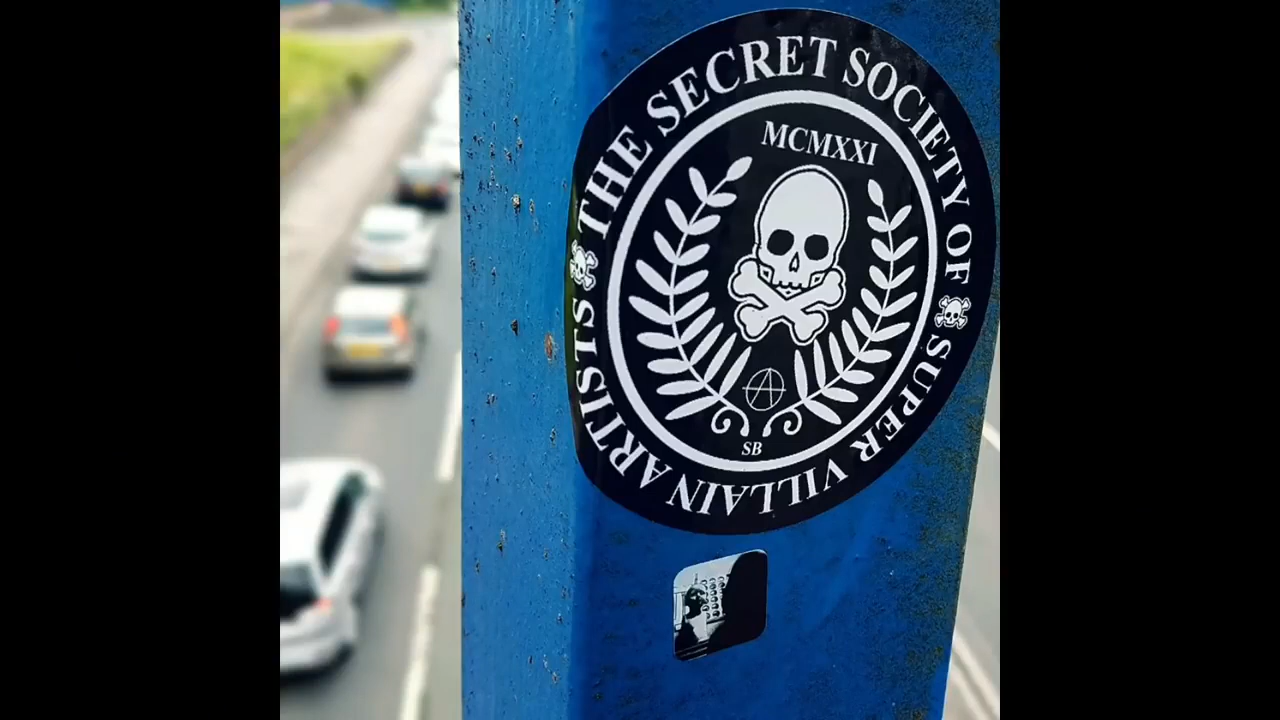 THE SECRET SOCIETY OF
SUPER VILLAIN ARTISTS
MCMXXI
SB